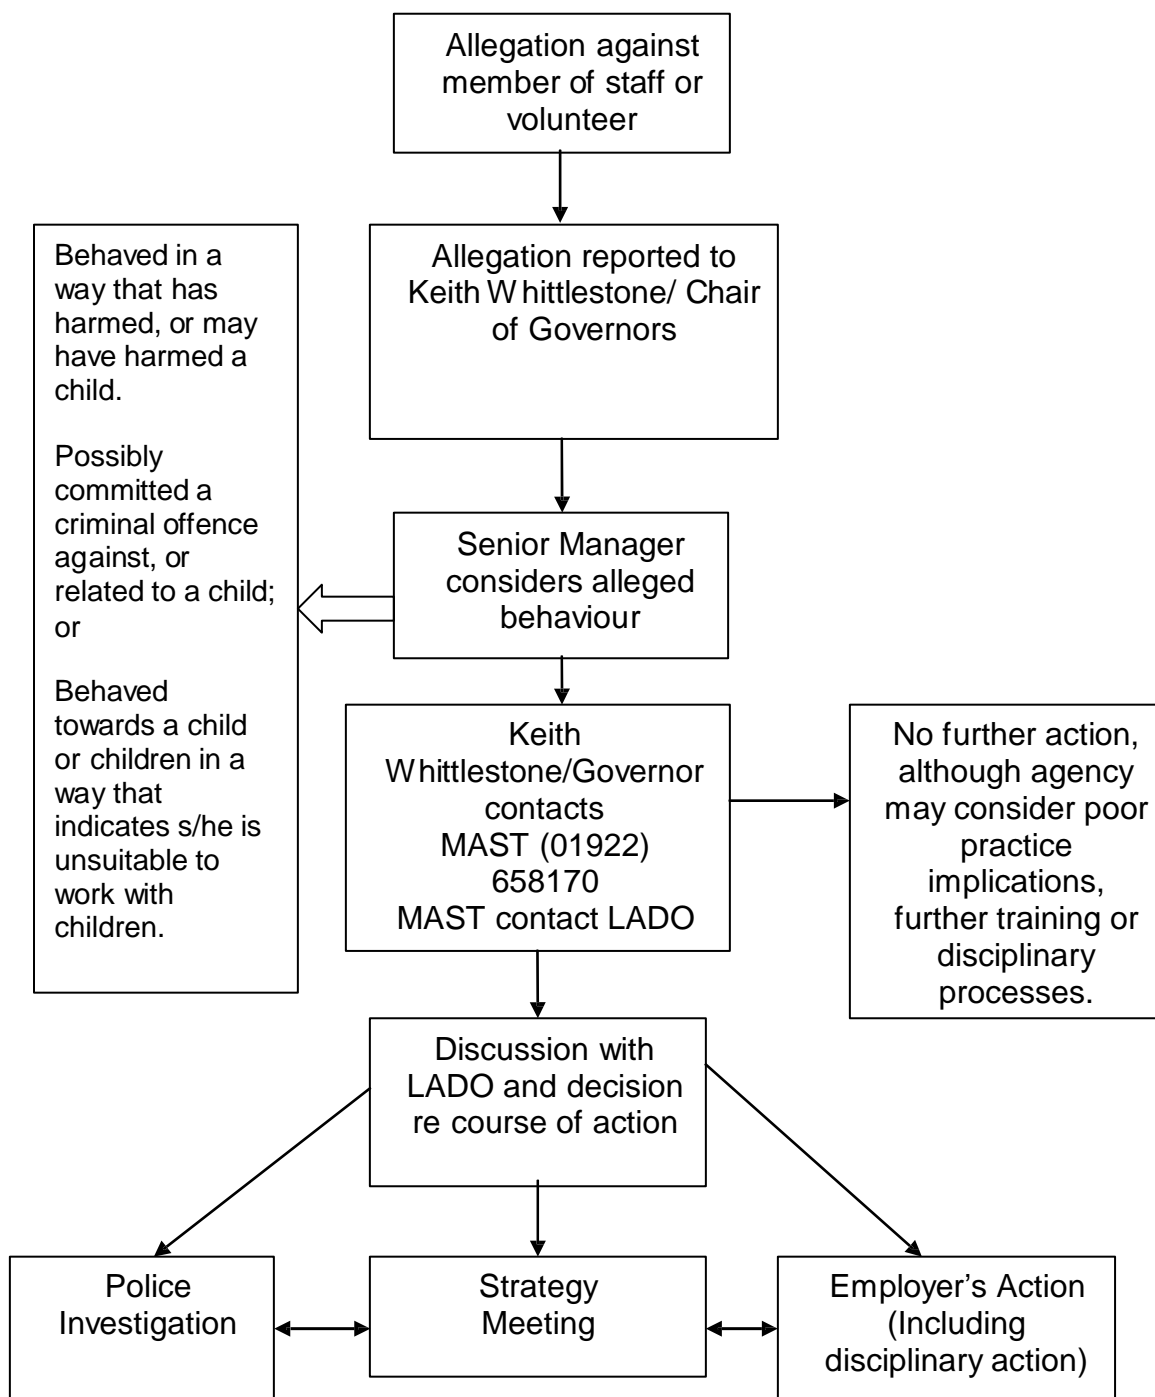 Allegation against
member of staff or
volunteer
Allegation reported to
Keith Whittlestone/ Chair
of Governors
Behaved in a
way that has
harmed, or may
have harmed a
child.
Possibly
committed a
criminal offence
against, or
related to a child;
or
Behaved
towards a child
or children in a
way that
indicates s/he is
unsuitable to
work with
children.
Senior Manager
considers alleged
behaviour
Keith
Whittlestone/Governor
contacts
MAST (01922)
658170
MAST contact LADO
No further action,
although agency
may consider poor
practice
implications,
further training or
disciplinary
processes.
Discussion with
LADO and decision
re course of action
Police
Investigation
Strategy
Meeting
Employer’s Action
(Including
disciplinary action)